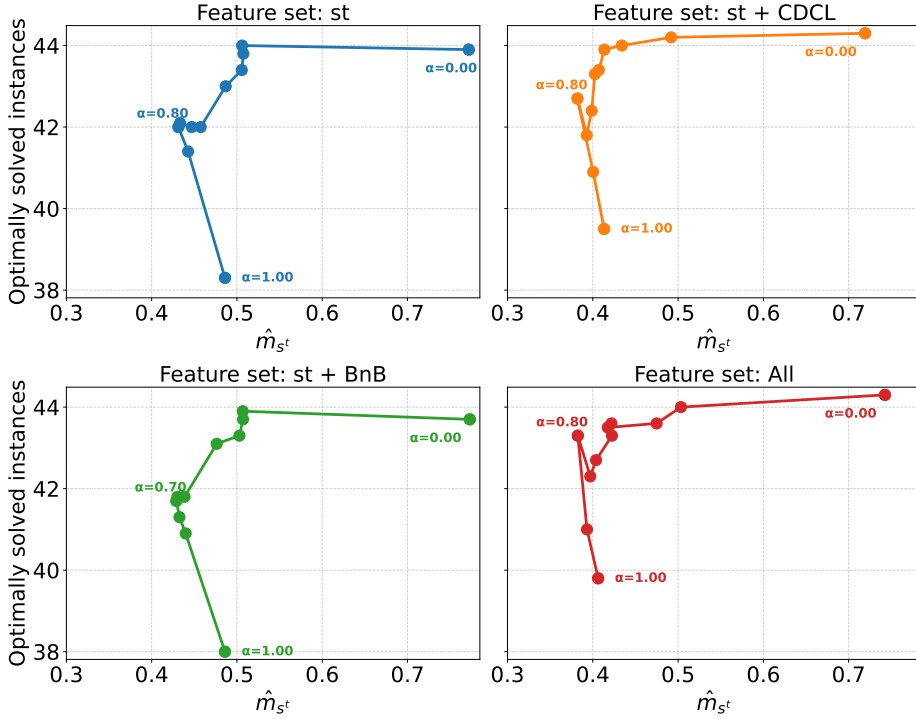 Feature set: st
Feature set: st + CDCL
Optimally solved instances
44
42
40
38
α=0.00
α=0.80
α=1.00
α=0.00
α=0.80
α=1.00
0.3 0.4 0.5 0.6 0.7
0.3 0.4 0.5 0.6 0.7
m̂_{s^t}
m̂_{s^t}
Feature set: st + BnB
Feature set: All
Optimally solved instances
44
42
40
38
α=0.00
α=0.70
α=1.00
α=0.00
α=0.80
α=1.00
0.3 0.4 0.5 0.6 0.7
0.3 0.4 0.5 0.6 0.7
m̂_{s^t}
m̂_{s^t}